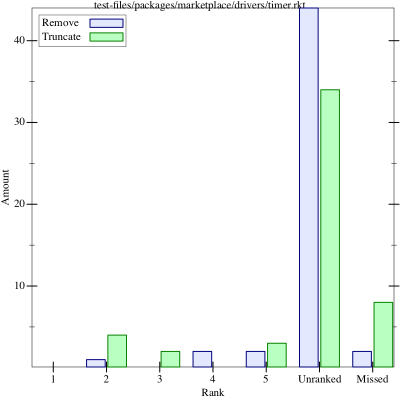 test-files/packages/marketplace/drivers/timer.rkt
Remove
Truncate
40
30
20
10
Amount
1 2 3 4 5 Unranked Missed
Rank